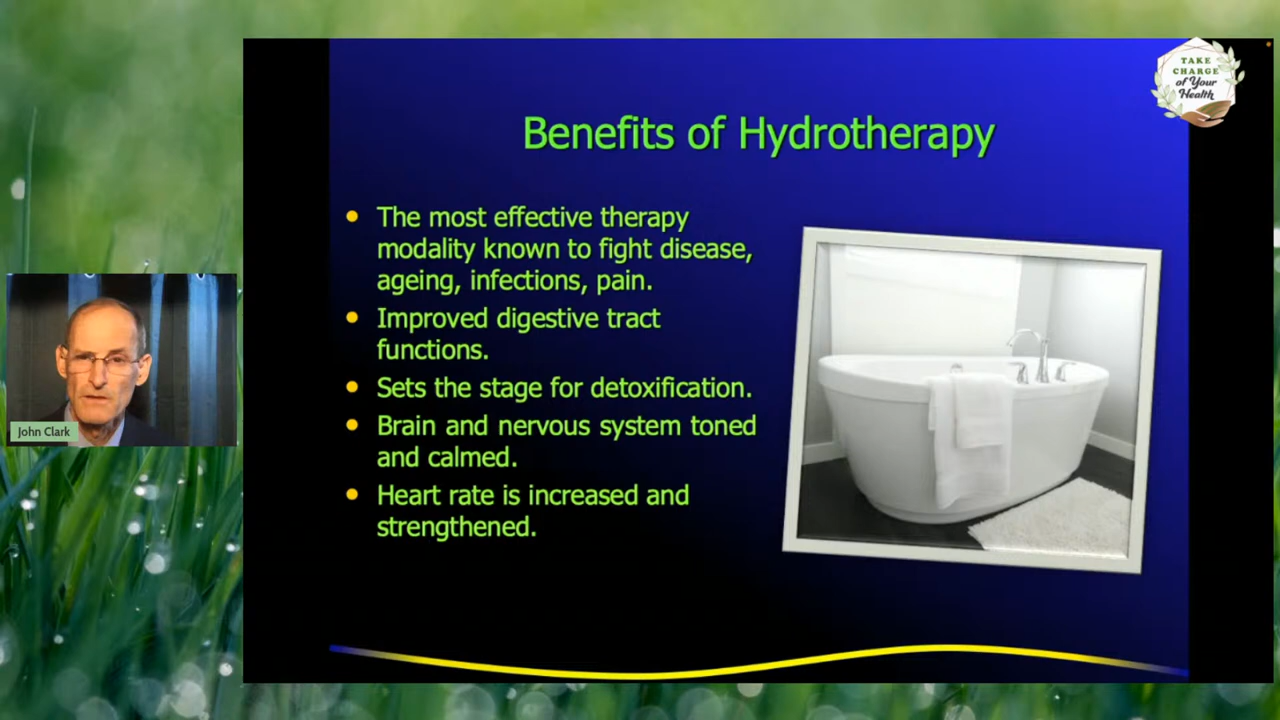 TAKE
CHARGE
of Your
Health
Benefits of Hydrotherapy
The most effective therapy
modality known to fight disease,
ageing, infections, pain.
Improved digestive tract
functions.
Sets the stage for detoxification.
Brain and nervous system toned
and calmed.
Heart rate is increased and
strengthened.
John Clark